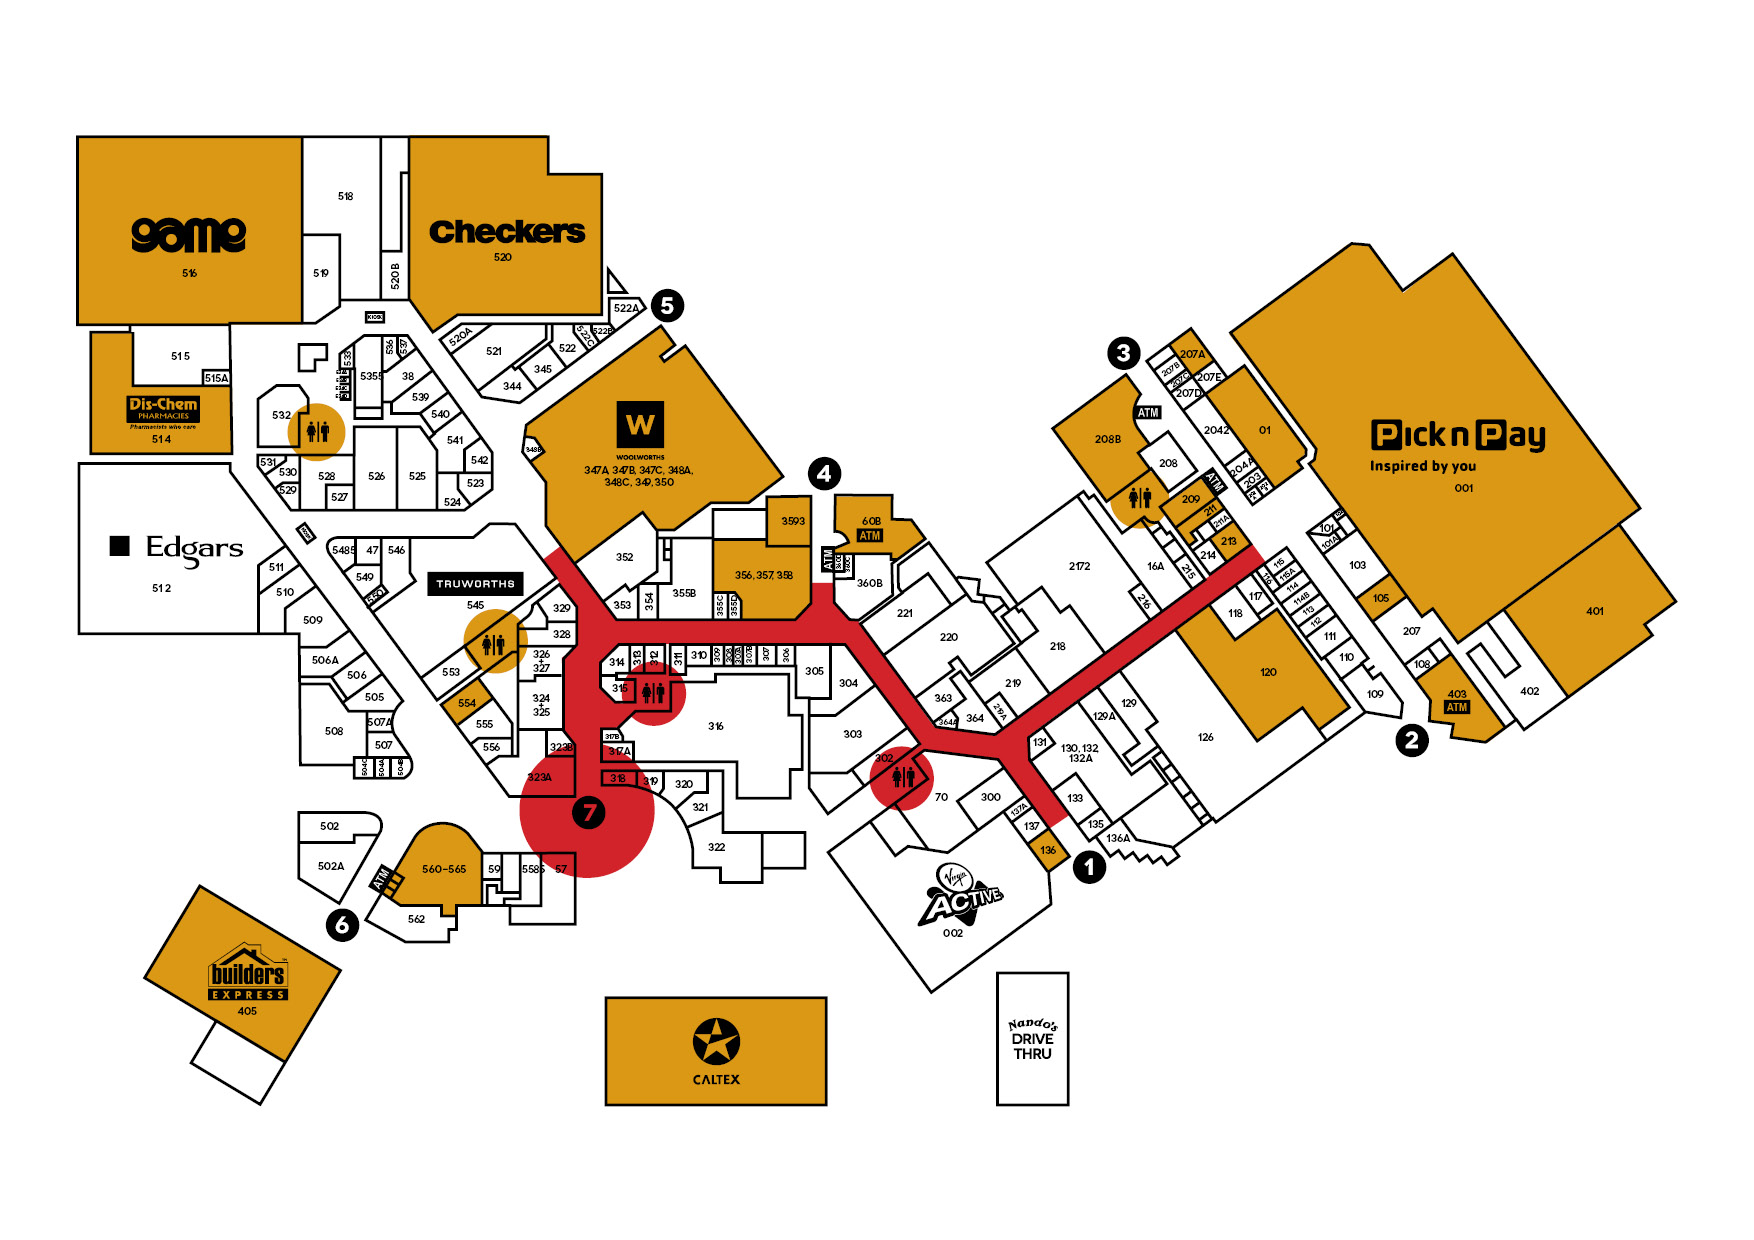 game
516
518
519
520B
Checkers
520
KIOSK
515
515A
Dis-Chem
PHARMACIES
Pharmacists who care
514
532
533
5355
536
537
38
539
540
541
542
523
524
525
526
527
528
529
530
531
520A
521
522
522C
522B
522A
344
345
5
348B
W
WOOLWORTHS
347A 347B, 347C, 348A,
348C, 349, 350
Edgars
512
KIOSK
511
510
509
506A
506
505
507A
507
508
504C
504A
504B
5485
47
546
549
550
TRUWORTHS
545
553
554
555
556
329
328
326
+
327
324
+
325
323B
323A
352
353
354
355B
355C
355D
356, 357, 358
3593
4
60B
ATM
ATM
360B
314
313
312
311
310
309
308
307A
307B
307
306
305
304
303
302
315
316
317B
317A
318
319
320
321
322
7
221
220
219
219A
218
2172
216
215
16A
363
364A
364
3
ATM
208B
208
207A
207B
207C
207E
207D
2042
01
204A
203
ATM
209
211
211A
213
214
Pick n Pay
Inspired by you
001
101
101A
103
105
207
108
401
402
403
ATM
2
115
115A
116
114
114B
113
112
111
110
109
117
118
120
126
129
129A
130, 132
132A
131
133
135
136A
136
137
137A
1
70
300
Virgin
ACTIVE
002
502
502A
6
ATM
560-565
562
59
5585
57
builders
EXPRESS
405
CALTEX
Nando's
DRIVE
THRU